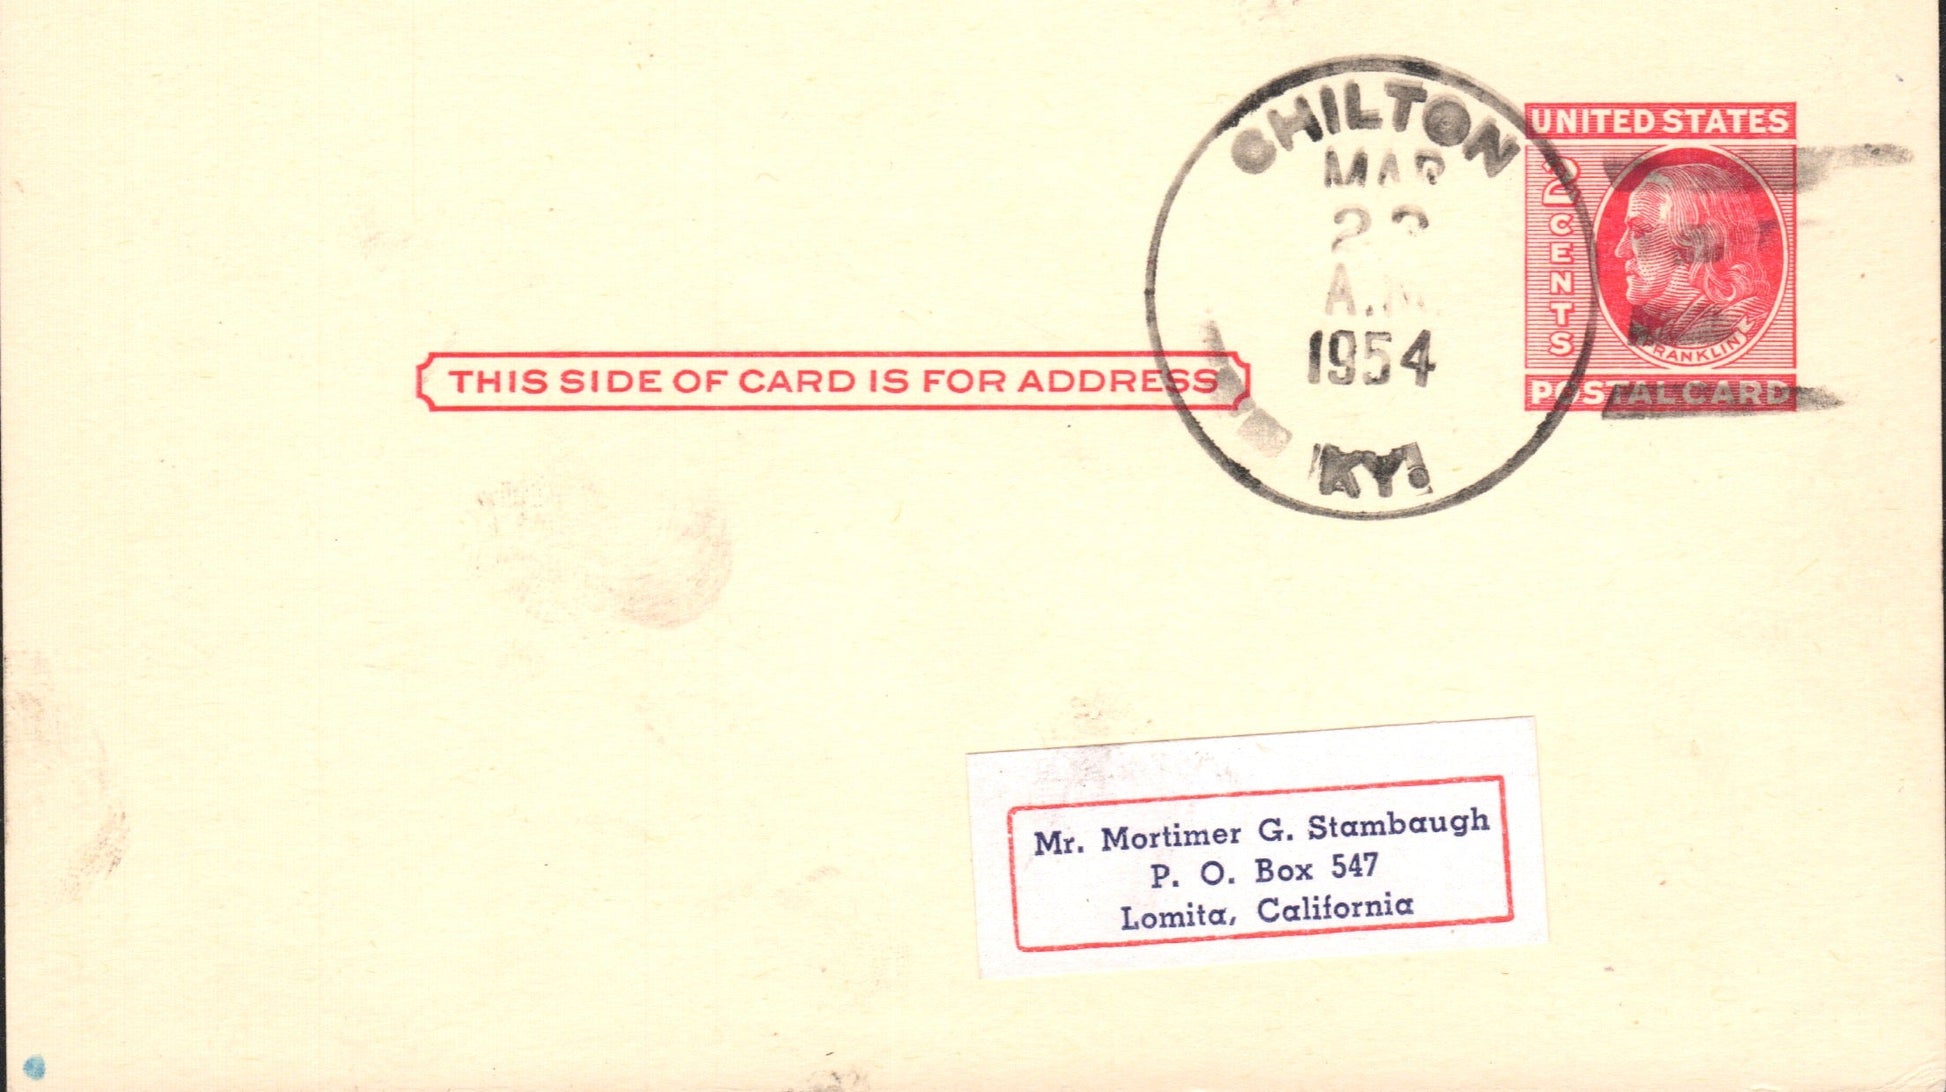 CHILTON
MAR
A.M.
1954
KY.
UNITED STATES
2 CENTS
FRANKLIN
POSTAL CARD
THIS SIDE OF CARD IS FOR ADDRESS
Mr. Mortimer G. Stambaugh
P. O. Box 547
Lomita, California